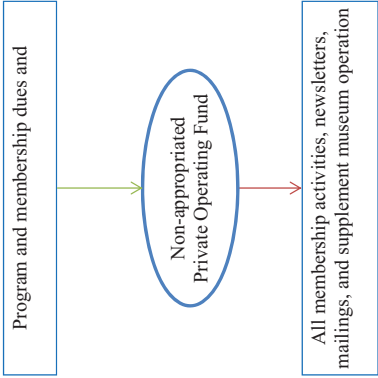 Program and membership dues and
Non-appropriated
Private Operating Fund
All membership activities, newsletters,
mailings, and supplement museum operation